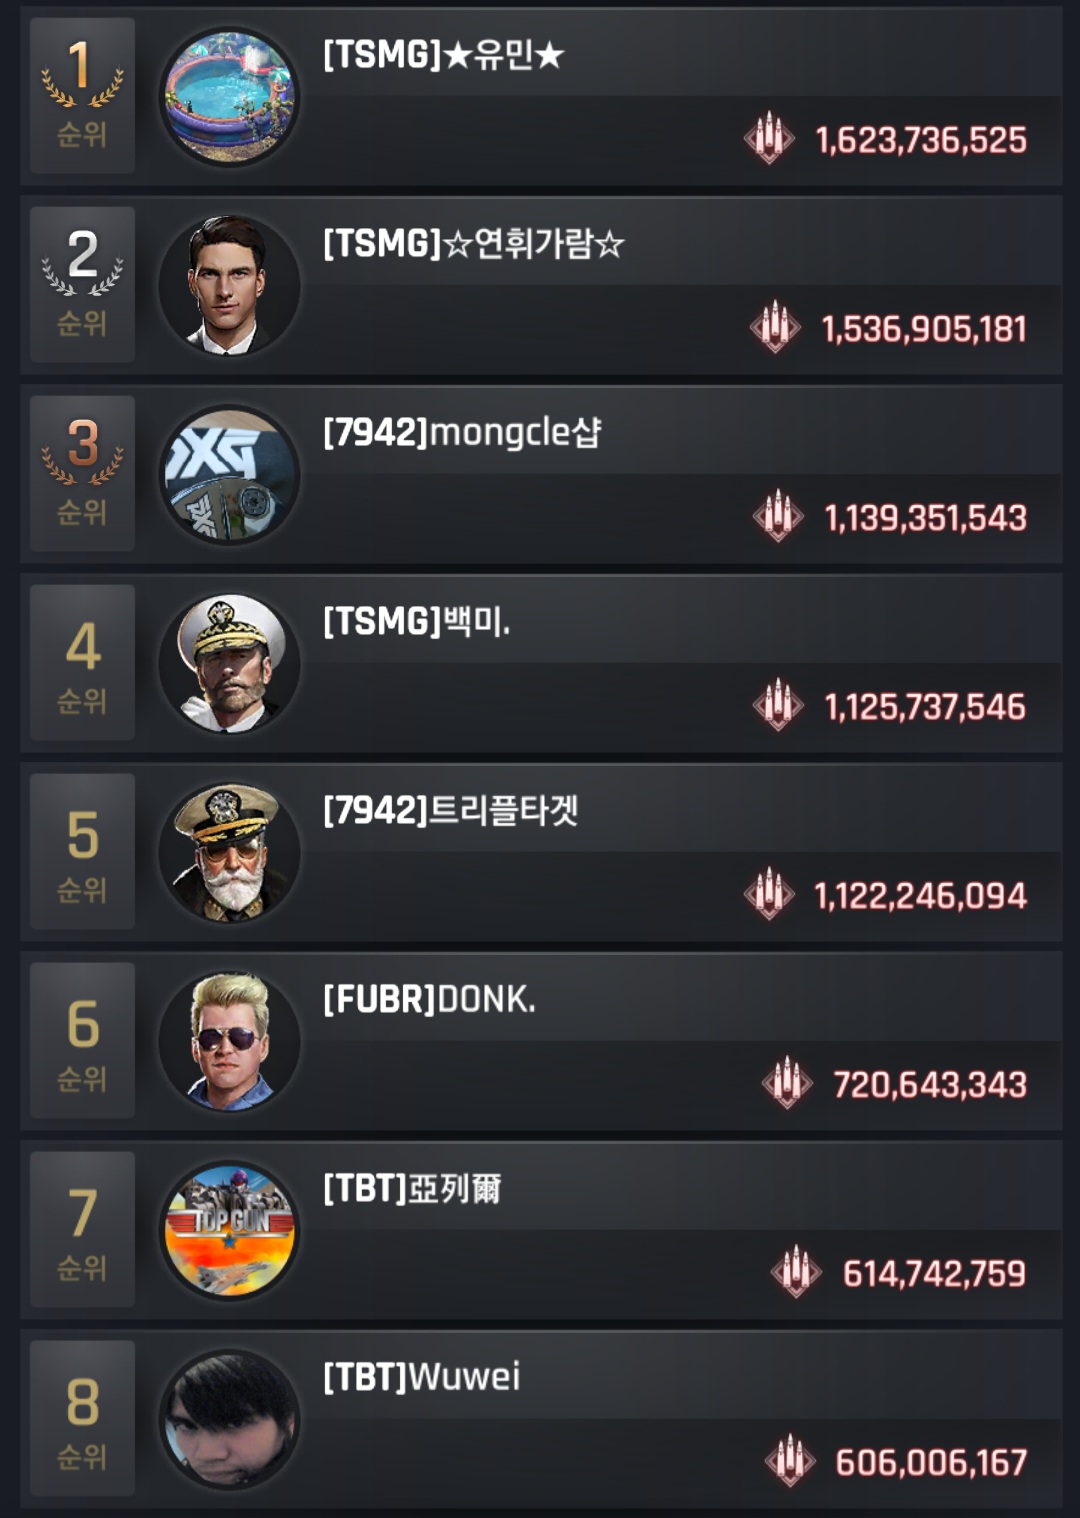 1
순위
[TSMG]★유민★
1,623,736,525
2
순위
[TSMG]☆연휘가람☆
1,536,905,181
3
순위
PXG
PXG
[7942]mongcle샵
1,139,351,543
4
순위
[TSMG]백미.
1,125,737,546
5
순위
[7942]트리플타겟
1,122,246,094
6
순위
[FUBR]DONK.
720,643,343
7
순위
TOP GUN
[TBT]亞列爾
614,742,759
8
순위
[TBT]Wuwei
606,006,167